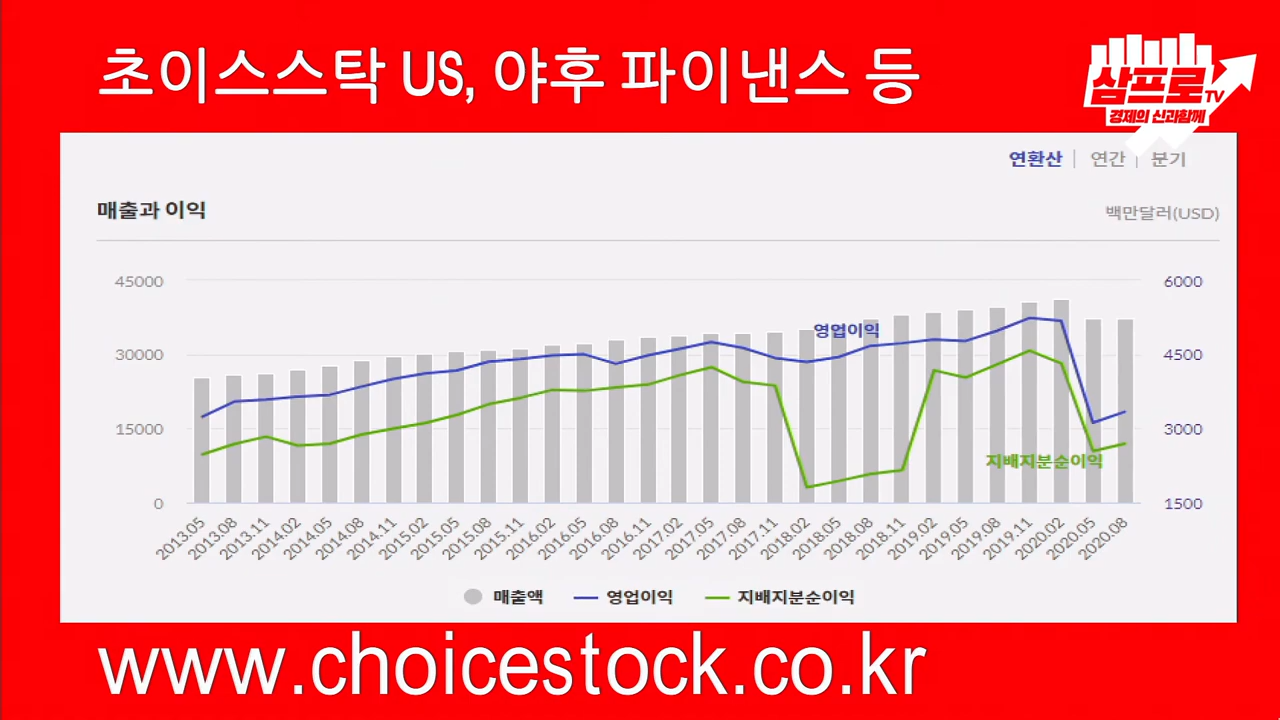 초이스스탁 US, 야후 파이낸스 등
삼프로TV
경제의 신과함께
연환산 | 연간 | 분기
매출과 이익
백만달러(USD)
45000
30000
15000
0
6000
4500
3000
1500
영업이익
지배지분순이익
2013.05 2013.08 2013.11 2014.02 2014.05 2014.08 2014.11 2015.02 2015.05 2015.08 2015.11 2016.02 2016.05 2016.08 2016.11 2017.02 2017.05 2017.08 2017.11 2018.02 2018.05 2018.08 2018.11 2019.02 2019.05 2019.08 2019.11 2020.02 2020.05 2020.08
매출액 영업이익 지배지분순이익
www.choicestock.co.kr